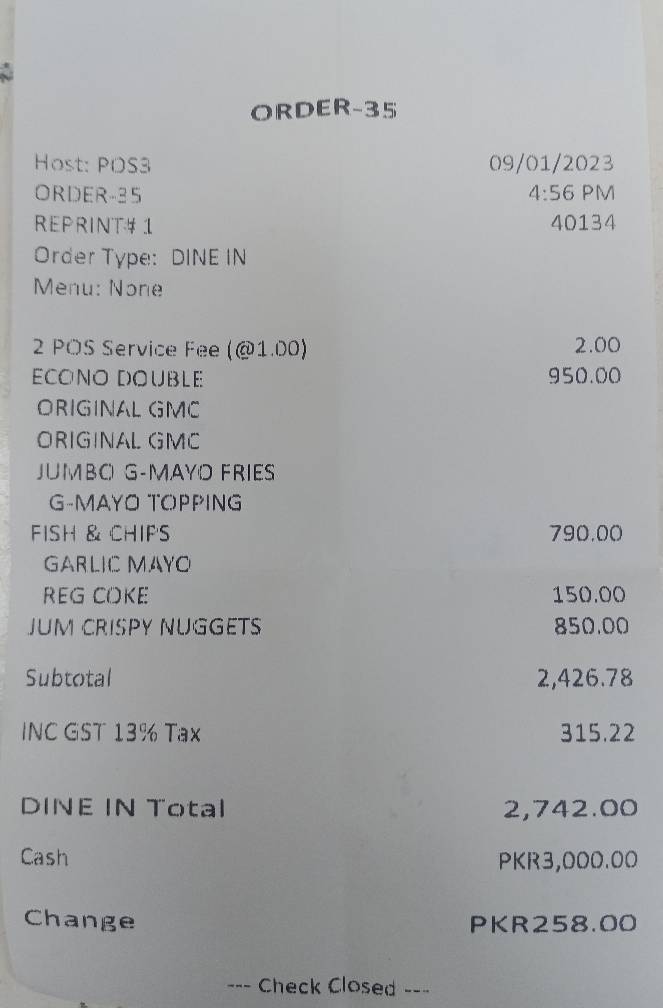 ORDER-35
Host: POS3 09/01/2023
ORDER-35 4:56 PM
REPRINT# 1 40134
Order Type: DINE IN
Menu: None
2 POS Service Fee (@1.00) 2.00
ECONO DOUBLE 950.00
ORIGINAL GMC
ORIGINAL GMC
JUMBO G-MAYO FRIES
G-MAYO TOPPING
FISH & CHIPS 790.00
GARLIC MAYO
REG COKE 150.00
JUM CRISPY NUGGETS 850.00
Subtotal 2,426.78
INC GST 13% Tax 315.22
DINE IN Total 2,742.00
Cash PKR3,000.00
Change PKR258.00
--- Check Closed ---